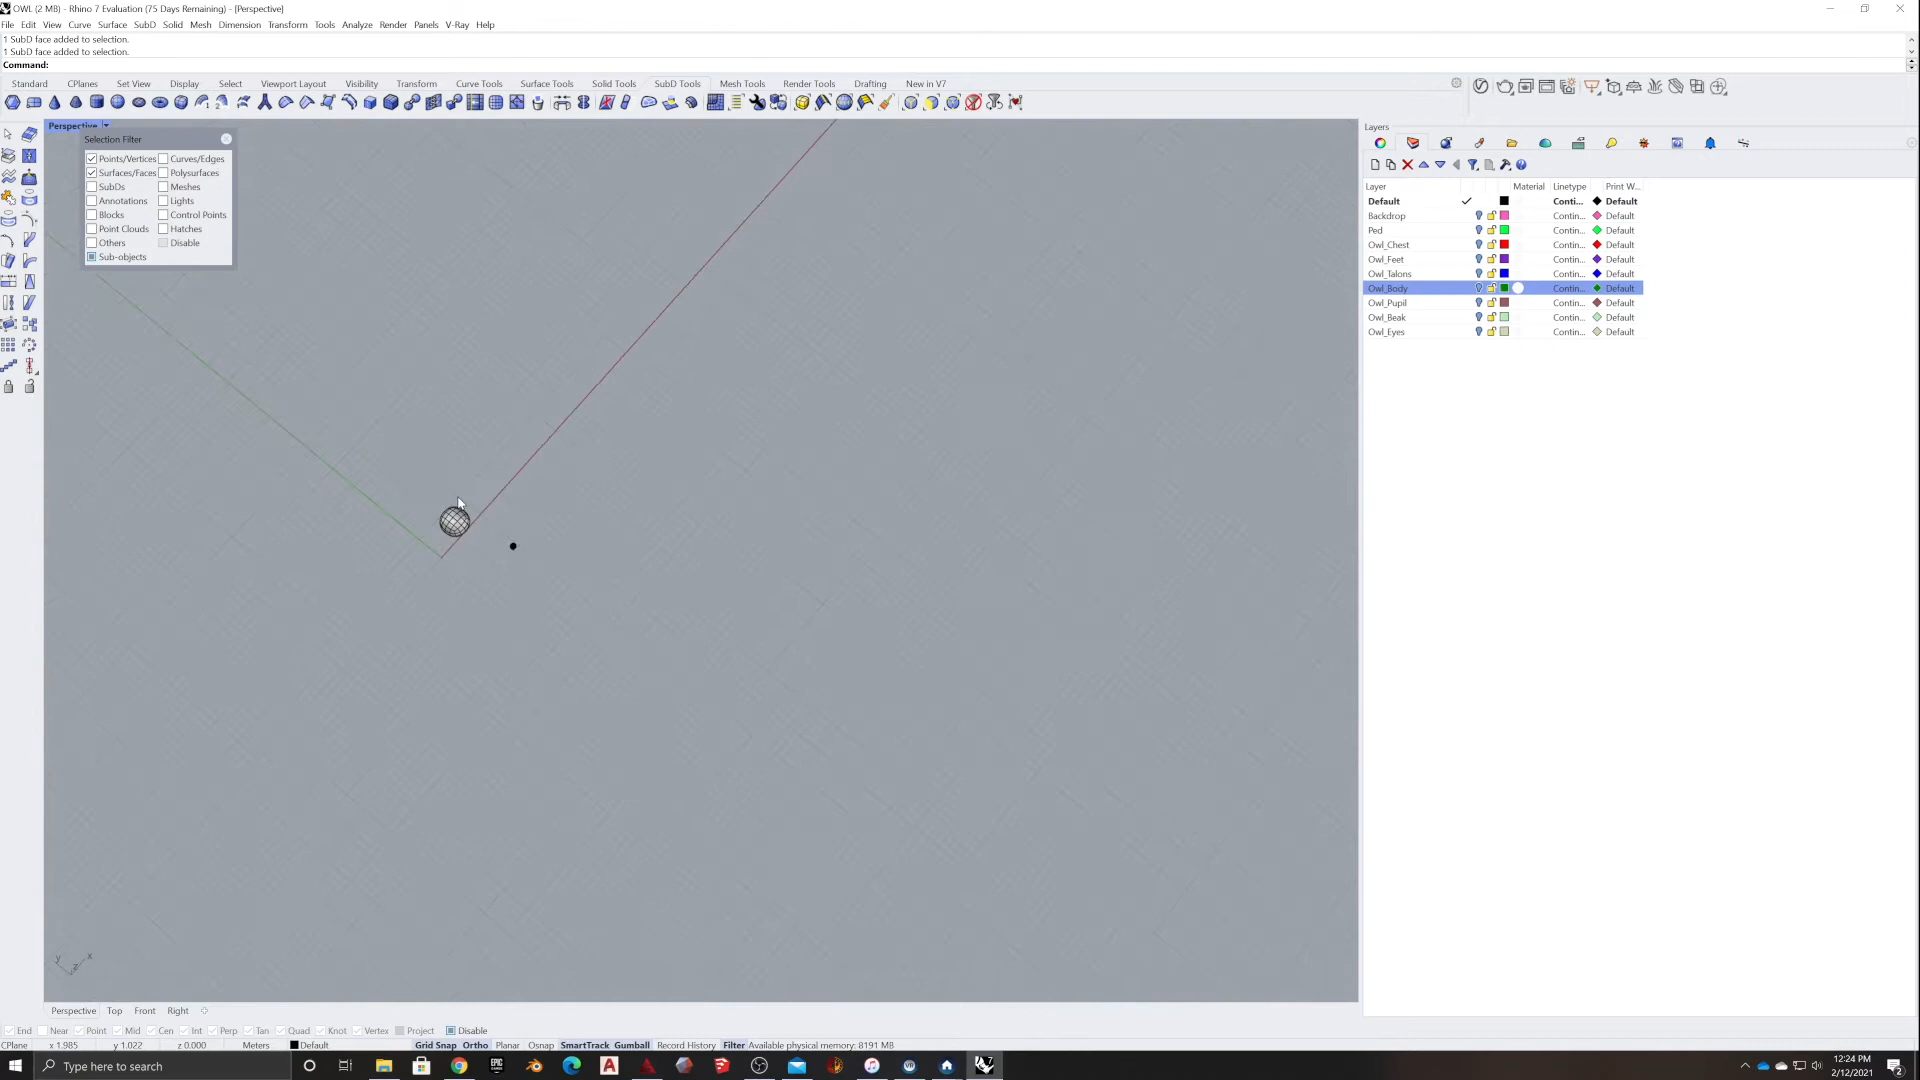 OWL (2 MB) - Rhino 7 Evaluation (75 Days Remaining) - [Perspective]
File Edit View Curve Surface SubD Solid Mesh Dimension Transform Tools Analyze Render Panels V-Ray Help
1 SubD face added to selection.
1 SubD face added to selection.
Command:
Standard CPlanes Set View Display Select Viewport Layout Visibility Transform Curve Tools Surface Tools Solid Tools SubD Tools Mesh Tools Render Tools Drafting New in V7
Perspective
Selection Filter
Points/Vertices Curves/Edges
Surfaces/Faces Polysurfaces
SubDs Meshes
Annotations Lights
Blocks Control Points
Point Clouds Hatches
Others Disable
Sub-objects
Layers
Layer Material Linetype Print W...
Default Conti... Default
Backdrop Contin... Default
Ped Contin... Default
Owl_Chest Contin... Default
Owl_Feet Contin... Default
Owl_Talons Contin... Default
Owl_Body Contin... Default
Owl_Pupil Contin... Default
Owl_Beak Contin... Default
Owl_Eyes Contin... Default
y z x
Perspective Top Front Right
End Near Point Mid Cen Int Perp Tan Quad Knot Vertex Project Disable
CPlane x 1.985 y 1.022 z 0.000 Meters Default Grid Snap Ortho Planar Osnap SmartTrack Gumball Record History Filter Available physical memory: 8191 MB
Type here to search
12:24 PM
2/12/2021